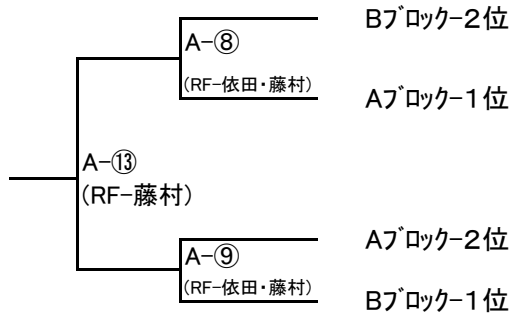 Bブロック-2位
A-⑧
(RF-依田・藤村)
Aブロック-1位
A-⑬
(RF-藤村)
Aブロック-2位
A-⑨
(RF-依田・藤村)
Bブロック-1位